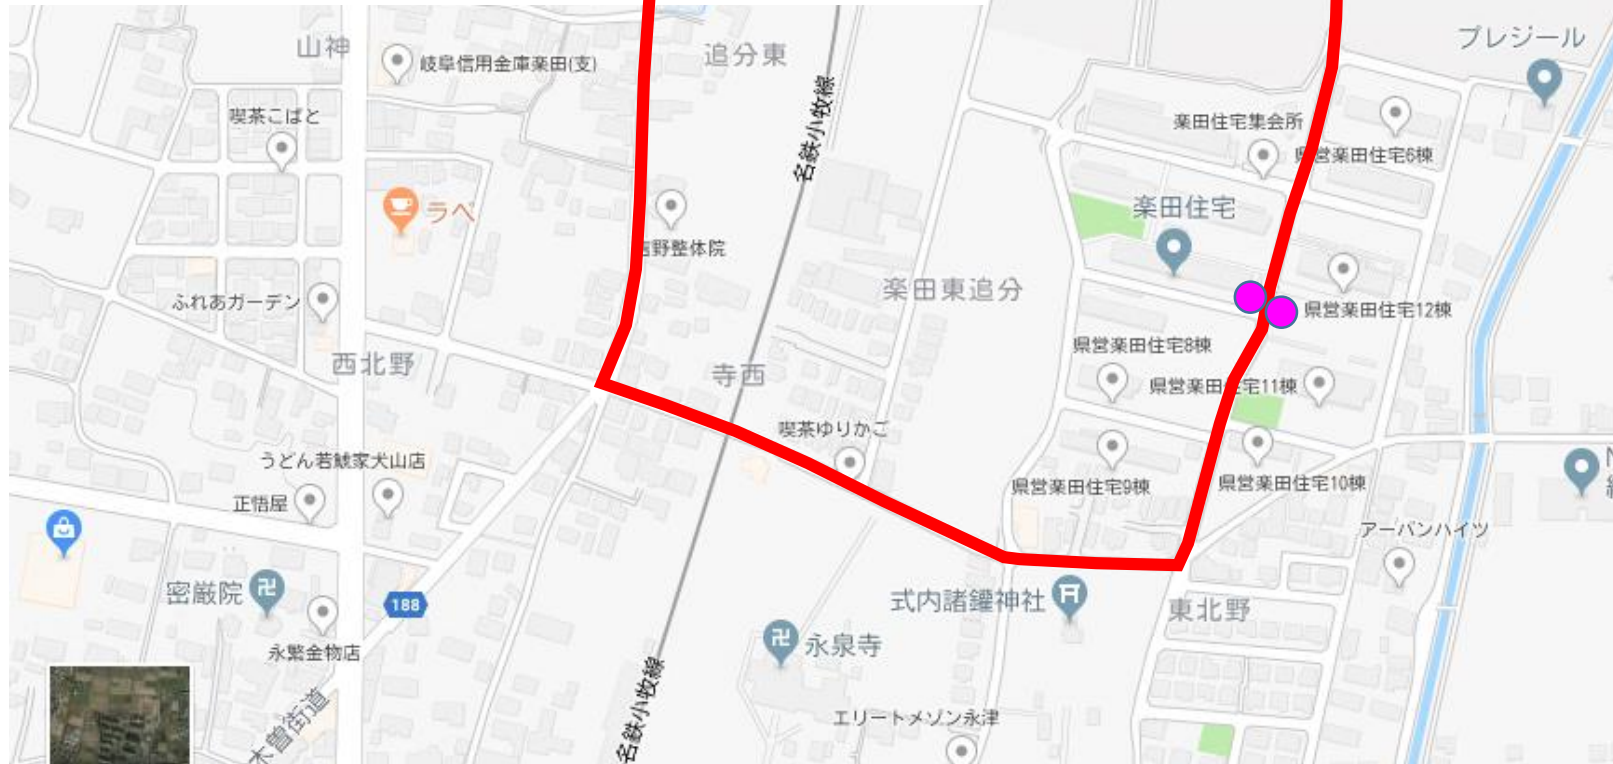 プレジール
山神
追分東
岐阜信用金庫楽田(支)
名鉄小牧線
喫茶こばと
楽田住宅集会所
県営楽田住宅6棟
ラベ
楽田住宅
野整体院
楽田東追分
ふれあガーデン
県営楽田住宅12棟
県営楽田住宅8棟
西北野
寺西
県営楽田住宅11棟
喫茶ゆりかご
うどん若鯱家犬山店
県営楽田住宅9棟
県営楽田住宅10棟
正悟屋
アーバンハイツ
密厳院
188
式内諸钁神社
東北野
永繁金物店
永泉寺
名鉄小牧線
木曽街道
エリートメゾン永津